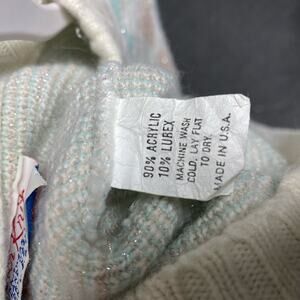 90% ACRYLIC
10% LUREX
MACHINE WASH
COLD. LAY FLAT
TO DRY.
MADE IN U.S.A.